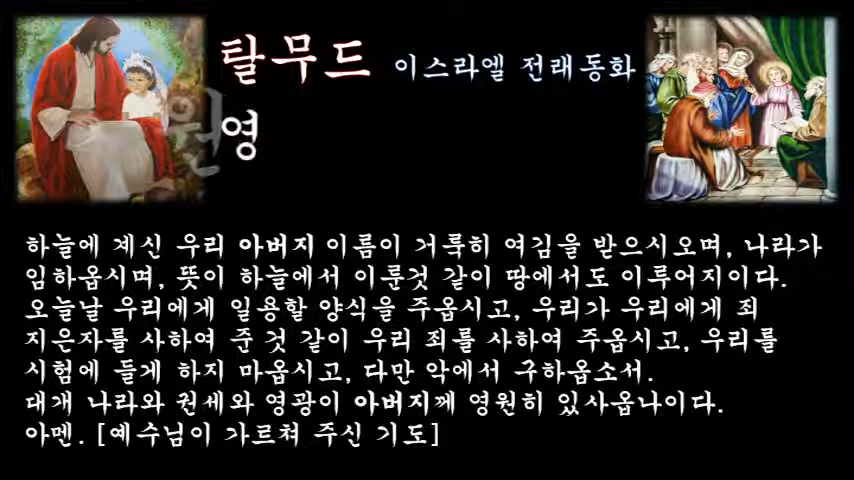 탈무드 이스라엘 전래동화
원영
하늘에 계신 우리 아버지 이름이 거룩히 여김을 받으시오며, 나라가
임하옵시며, 뜻이 하늘에서 이룬것 같이 땅에서도 이루어지이다.
오늘날 우리에게 일용할 양식을 주옵시고, 우리가 우리에게 죄
지은자를 사하여 준 것 같이 우리 죄를 사하여 주옵시고, 우리를
시험에 들게 하지 마옵시고, 다만 악에서 구하옵소서.
대개 나라와 원세와 영광이 아버지께 영원히 있사옵나이다.
아멘. [예수님이 가르쳐 주신 기도]